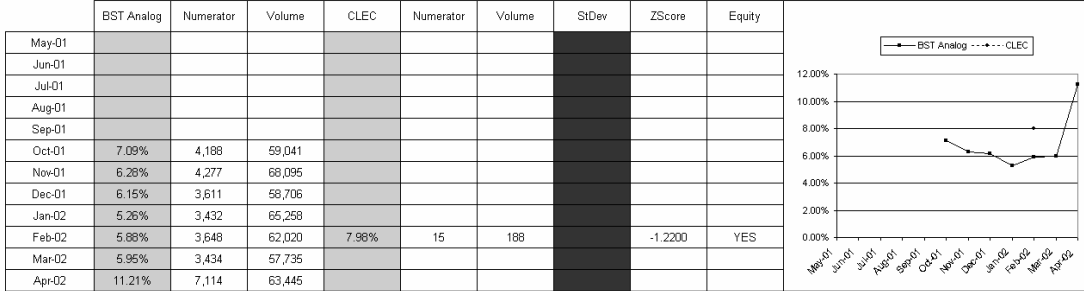 BST Analog Numerator Volume CLEC Numerator Volume StDev ZScore Equity
May-01
Jun-01
Jul-01
Aug-01
Sep-01
Oct-01 7.09% 4,188 59,041
Nov-01 6.28% 4,277 68,095
Dec-01 6.15% 3,611 58,706
Jan-02 5.26% 3,432 65,258
Feb-02 5.88% 3,648 62,020 7.98% 15 188 -1.2200 YES
Mar-02 5.95% 3,434 57,735
Apr-02 11.21% 7,114 63,445
BST Analog CLEC
12.00%
10.00%
8.00%
6.00%
4.00%
2.00%
0.00%
May-01 Jun-01 Jul-01 Aug-01 Sep-01 Oct-01 Nov-01 Dec-01 Jan-02 Feb-02 Mar-02 Apr-02